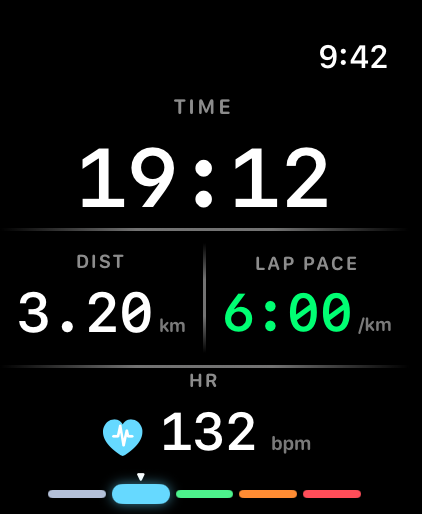 9:42
TIME
19:12
DIST
3.20 km
LAP PACE
6:00 /km
HR
132 bpm